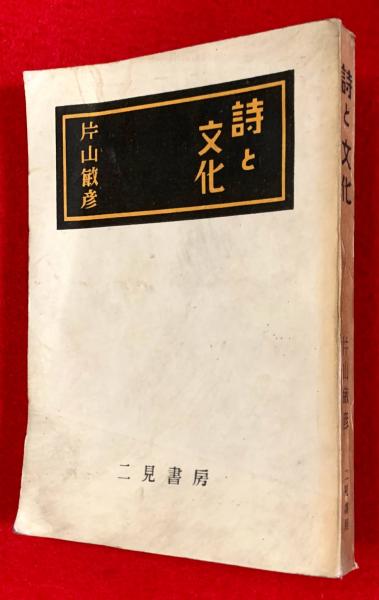 詩と
文化
片山敏彦
二見書房
詩と文化
片山敏彦
二見書房